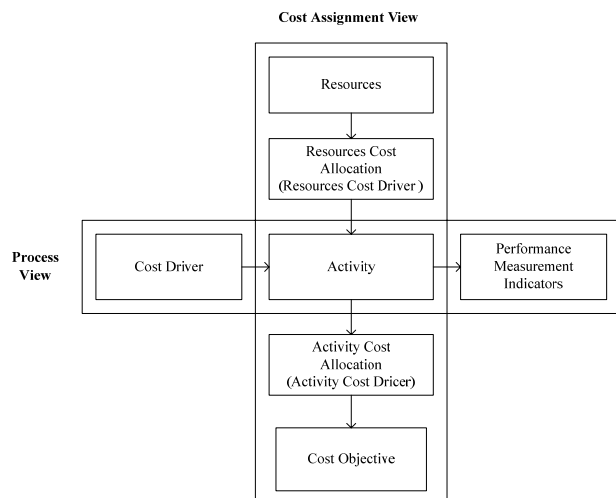 Cost Assignment View
Resources
Resources Cost
Allocation
(Resources Cost Driver )
Process
View
Cost Driver
Activity
Performance
Measurement
Indicators
Activity Cost
Allocation
(Activity Cost Dricer)
Cost Objective